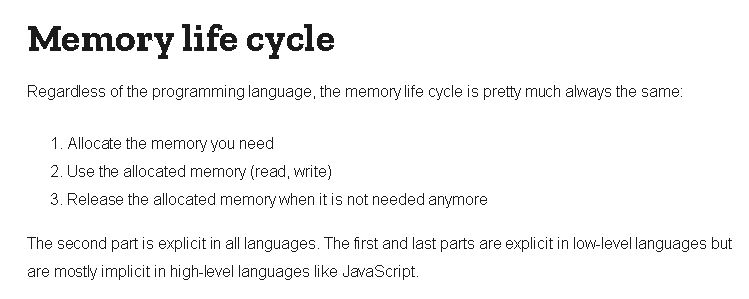 Memory life cycle
Regardless of the programming language, the memory life cycle is pretty much always the same:
1. Allocate the memory you need
2. Use the allocated memory (read, write)
3. Release the allocated memory when it is not needed anymore
The second part is explicit in all languages. The first and last parts are explicit in low-level languages but
are mostly implicit in high-level languages like JavaScript.